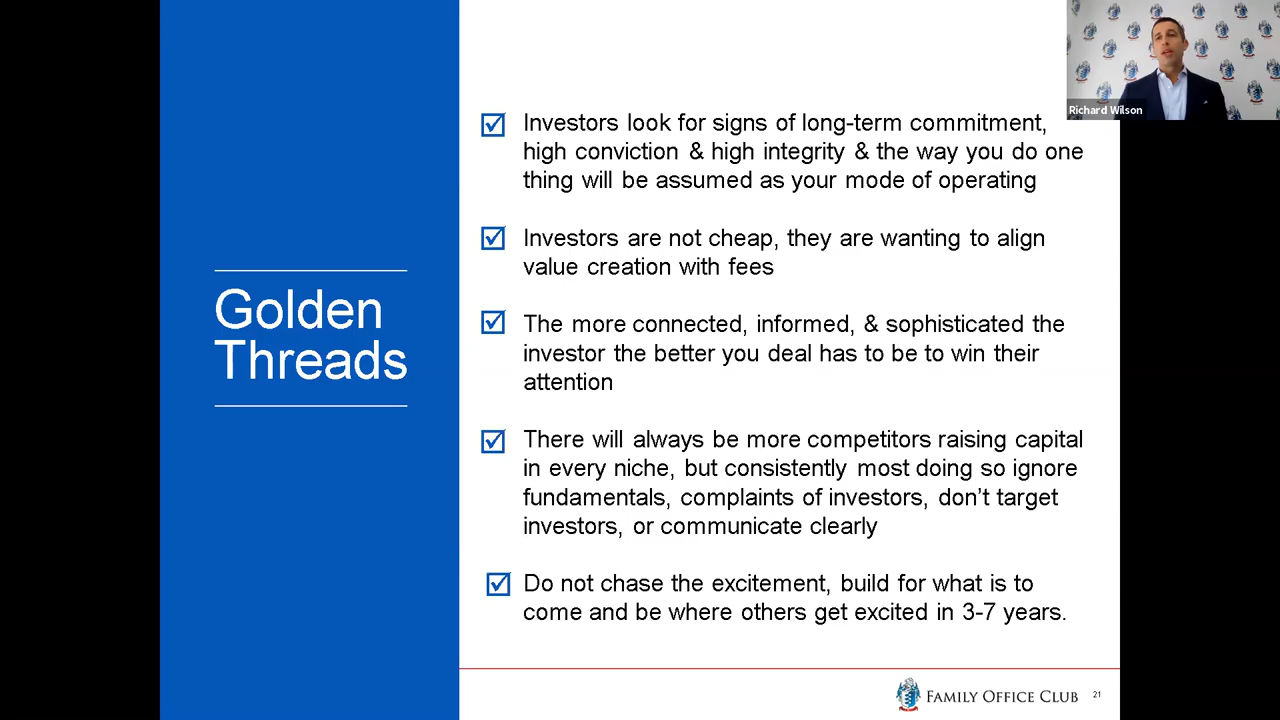 Richard Wilson
Golden
Threads
Investors look for signs of long-term commitment,
high conviction & high integrity & the way you do one
thing will be assumed as your mode of operating
Investors are not cheap, they are wanting to align
value creation with fees
The more connected, informed, & sophisticated the
investor the better you deal has to be to win their
attention
There will always be more competitors raising capital
in every niche, but consistently most doing so ignore
fundamentals, complaints of investors, don’t target
investors, or communicate clearly
Do not chase the excitement, build for what is to
come and be where others get excited in 3-7 years.
FAMILY OFFICE CLUB
21